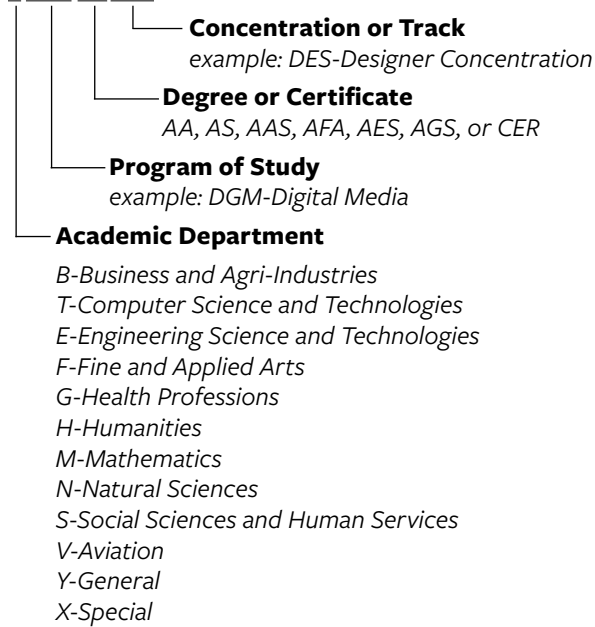 Concentration or Track
example: DES-Designer Concentration
Degree or Certificate
AA, AS, AAS, AFA, AES, AGS, or CER
Program of Study
example: DGM-Digital Media
Academic Department
B-Business and Agri-Industries
T-Computer Science and Technologies
E-Engineering Science and Technologies
F-Fine and Applied Arts
G-Health Professions
H-Humanities
M-Mathematics
N-Natural Sciences
S-Social Sciences and Human Services
V-Aviation
Y-General
X-Special